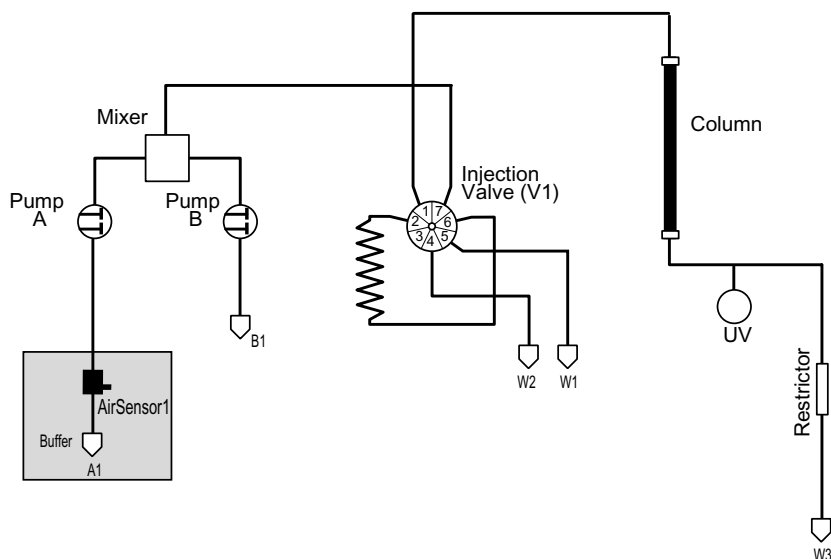 Mixer
Column
Pump
A
Pump
B
Injection
Valve (V1)
1
7
2
6
3
5
4
B1
UV
W2
W1
AirSensor1
Restrictor
Buffer
A1
W3